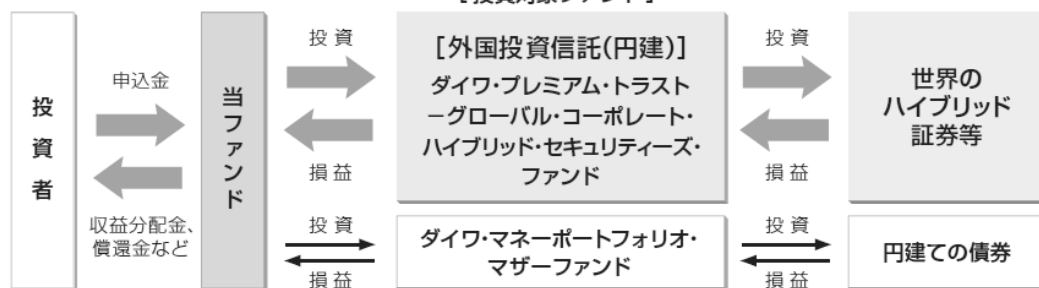 [投資対象ファンド]
投資者
申込金
収益分配金、
償還金など
当ファンド
投資
損益
投資
損益
[外国投資信託(円建)]
ダイワ・プレミアム・トラスト
－グローバル・コーポレート・
ハイブリッド・セキュリティーズ・
ファンド
ダイワ・マネーポートフォリオ・
マザーファンド
投資
損益
投資
損益
世界の
ハイブリッド
証券等
円建ての債券